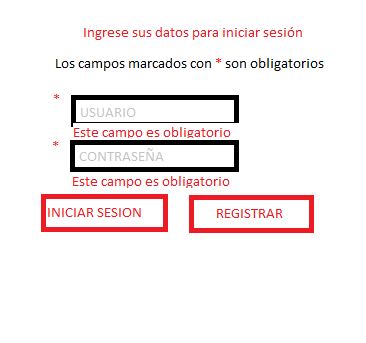 Ingrese sus datos para iniciar sesión
Los campos marcados con * son obligatorios
* USUARIO
Este campo es obligatorio
* CONTRASEÑA
Este campo es obligatorio
INICIAR SESION REGISTRAR